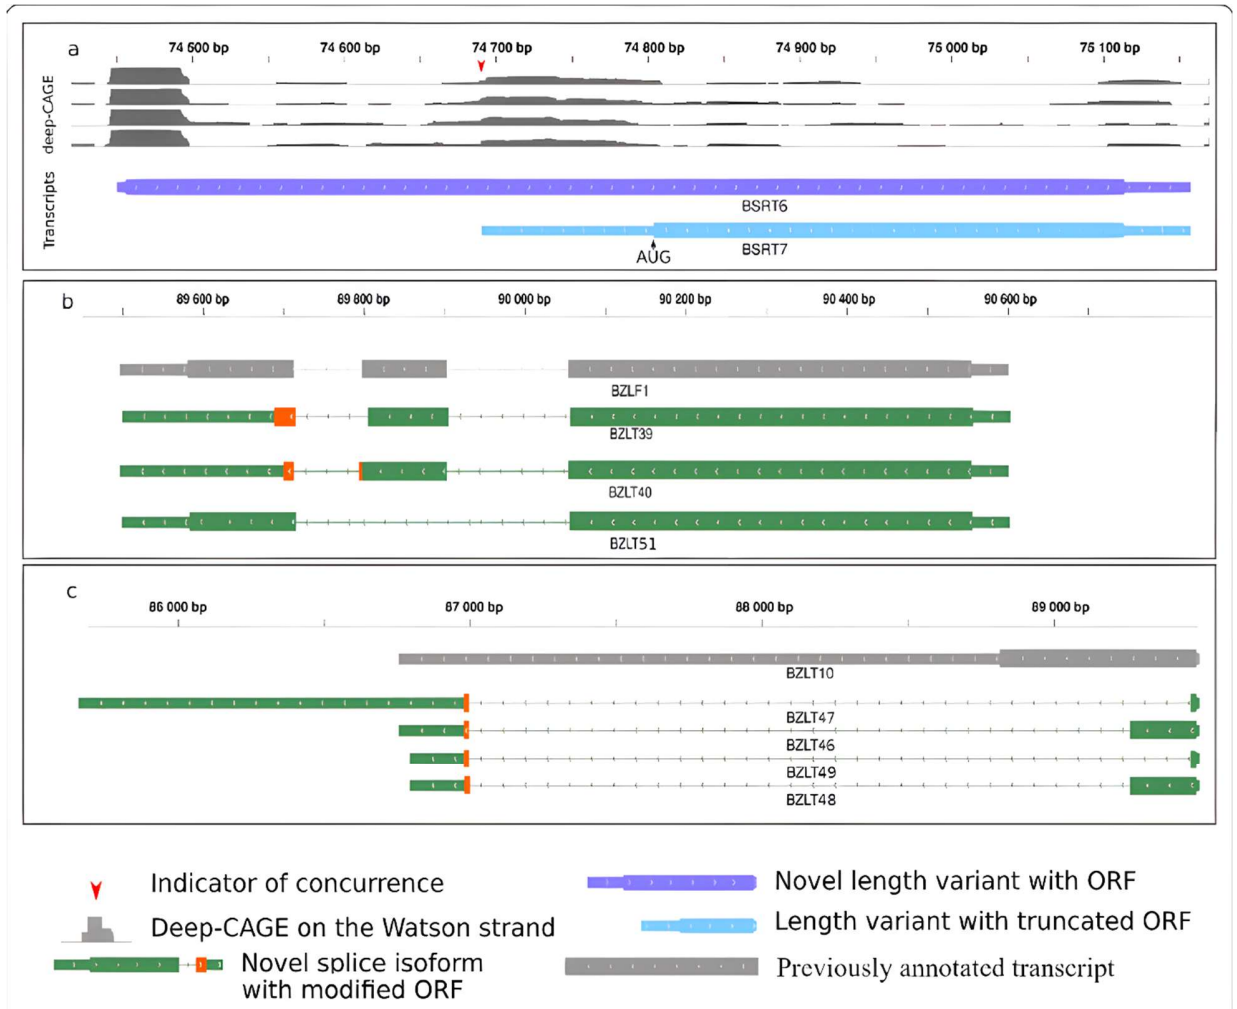 a
74 600 bp 74 600 bp 74 700 bp 74 800 bp 74 900 bp 75 000 bp 75 100 bp
deep-CAGE
Transcripts
BSRT6
BSRT7
AUG
b
89 600 bp 89 800 bp 90 000 bp 90 200 bp 90 400 bp 90 600 bp
BZLF1
BZLT39
BZLT40
BZLT51
c
86 000 bp 87 000 bp 88 000 bp 89 000 bp
BZLT10
BZLT47
BZLT46
BZLT49
BZLT48
Indicator of concurrence
Novel length variant with ORF
Deep-CAGE on the Watson strand
Length variant with truncated ORF
Novel splice isoform
with modified ORF
Previously annotated transcript